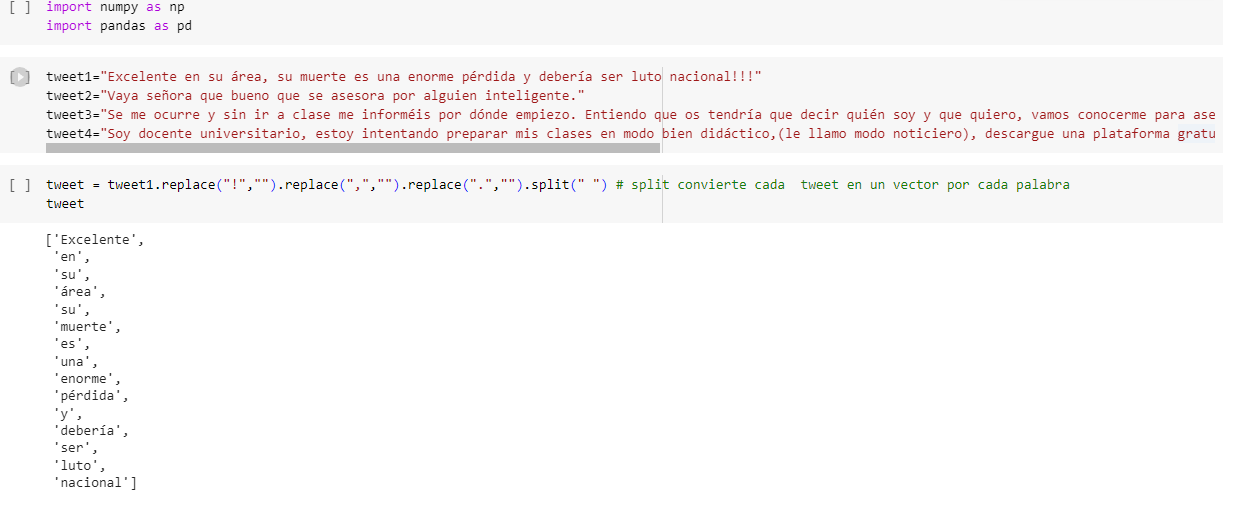 [ ] import numpy as np
import pandas as pd
tweet1="Excelente en su área, su muerte es una enorme pérdida y debería ser luto nacional!!!"
tweet2="Vaya señora que bueno que se asesora por alguien inteligente."
tweet3="Se me ocurre y sin ir a clase me informéis por dónde empiezo. Entiendo que os tendría que decir quién soy y que quiero, vamos conocerme para ase
tweet4="Soy docente universitario, estoy intentando preparar mis clases en modo bien didáctico,(le llamo modo noticiero), descargue una plataforma gratu
[ ] tweet = tweet1.replace("!","").replace(",","").replace(".","").split(" ") # split convierte cada  tweet en un vector por cada palabra
tweet
['Excelente',
'en',
'su',
'área',
'su',
'muerte',
'es',
'una',
'enorme',
'pérdida',
'y',
'debería',
'ser',
'luto',
'nacional']